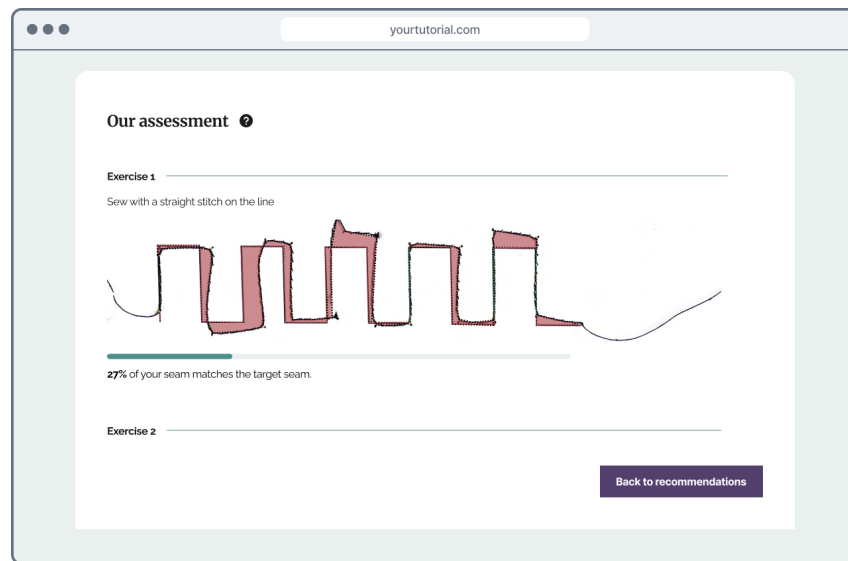 yourtutorial.com
Our assessment ?
Exercise 1
Sew with a straight stitch on the line
27% of your seam matches the target seam.
Exercise 2
Back to recommendations